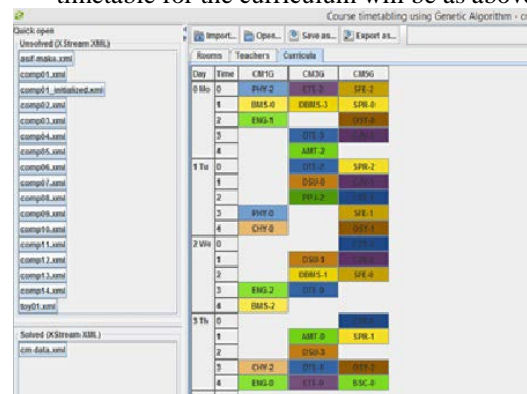 timetable for the curriculum will be as above
Course timetabling using Genetic Algorithm - c
Quick open
Unsolved (XStream XML)
asif-maku.xml
comp01.xml
comp01_initialized.xml
comp02.xml
comp03.xml
comp04.xml
comp05.xml
comp06.xml
comp07.xml
comp08.xml
comp09.xml
comp10.xml
comp11.xml
comp12.xml
comp13.xml
comp14.xml
toy01.xml
Solved (XStream XML)
cm-data.xml
Import... Open... Save as... Export as...
Rooms Teachers Curricula
Day Time CM1G CM3G CM5G
0 Mo 0 PHY-2 ETE-2 SFE-2
1 BMS-0 DBMS-3 SPR-0
2 ENG-1
3
4 AMT-2
1 Tu 0 SPR-2
1 DSU-0
2 PPJ-2
3 PHY-0 SFE-1
4 CHY-0
2 We 0
1 DSU-1
2 DBMS-1 SFE-0
3 ENG-2
4 BMS-2
3 Th 0
1 AMT-0 SPR-1
2 DSU-3
3 CHY-2
4 ENG-0 BSC-0